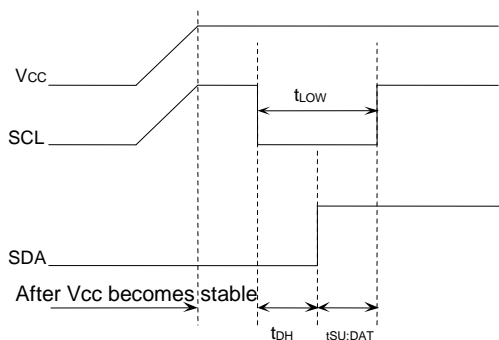 VCC
tLOW
SCL
SDA
After Vcc becomes stable
tDH
tSU;DAT